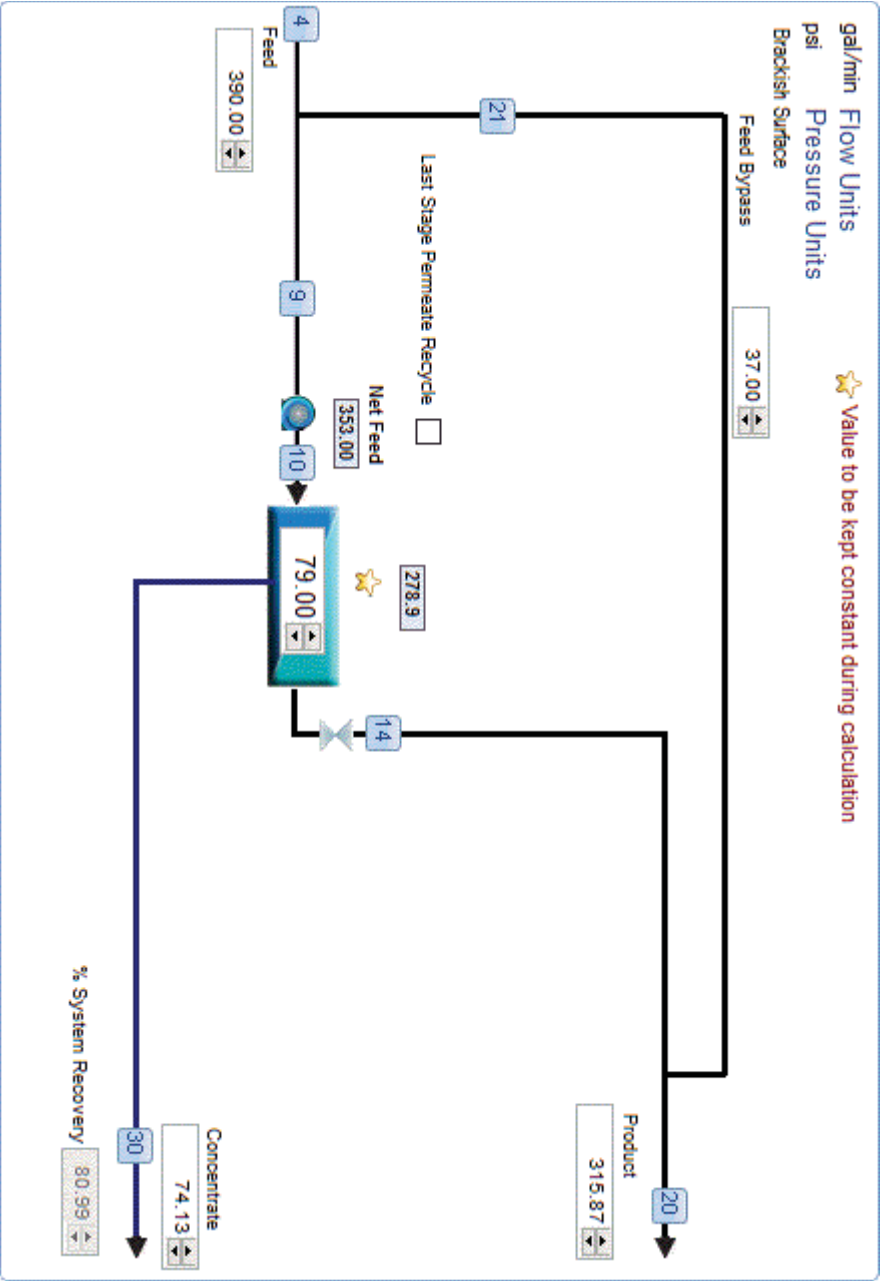 gal/min Flow Units
psi Pressure Units
Brackish Surface
Value to be kept constant during calculation
Feed Bypass
37.00
21
Last Stage Permeate Recycle
4
Feed
390.00
9
Net Feed
353.00
10
278.9
79.00
14
Product
315.87
20
Concentrate
74.13
30
% System Recovery
80.99